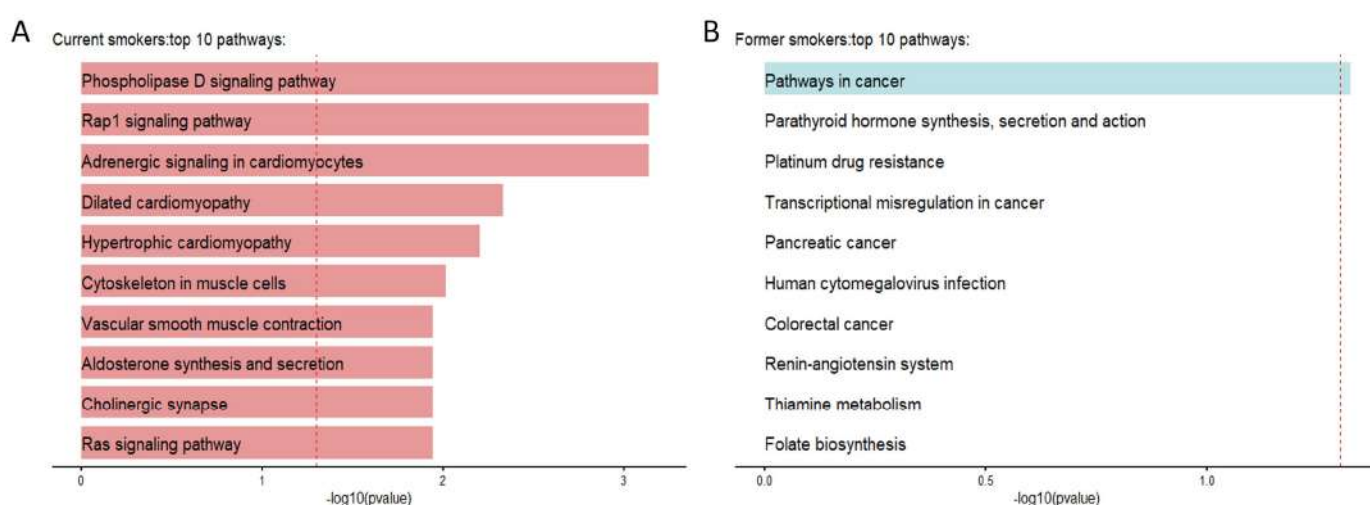 A
Current smokers:top 10 pathways:
Phospholipase D signaling pathway
Rap1 signaling pathway
Adrenergic signaling in cardiomyocytes
Dilated cardiomyopathy
Hypertrophic cardiomyopathy
Cytoskeleton in muscle cells
Vascular smooth muscle contraction
Aldosterone synthesis and secretion
Cholinergic synapse
Ras signaling pathway
0 1 2 3
-log10(pvalue)
B
Former smokers:top 10 pathways:
Pathways in cancer
Parathyroid hormone synthesis, secretion and action
Platinum drug resistance
Transcriptional misregulation in cancer
Pancreatic cancer
Human cytomegalovirus infection
Colorectal cancer
Renin-angiotensin system
Thiamine metabolism
Folate biosynthesis
0.0 0.5 1.0
-log10(pvalue)